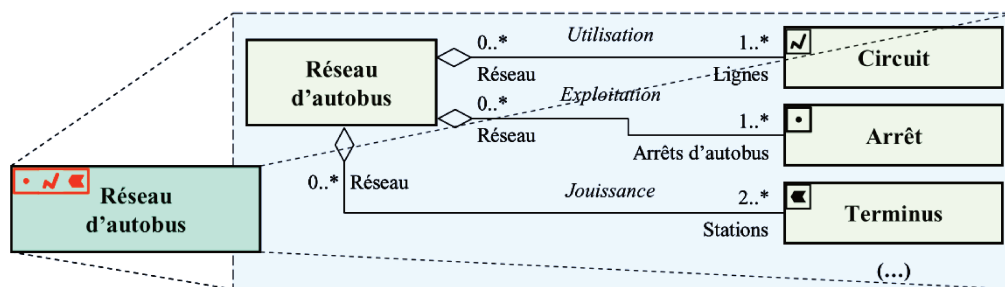 Réseau
d'autobus
0..*
Utilisation
1..*
Réseau
Lignes
Circuit
0..*
Exploitation
1..*
Réseau
Arrêts d'autobus
Arrêt
0..*
Réseau
Jouissance
2..*
Stations
Terminus
Réseau
d'autobus
(...)